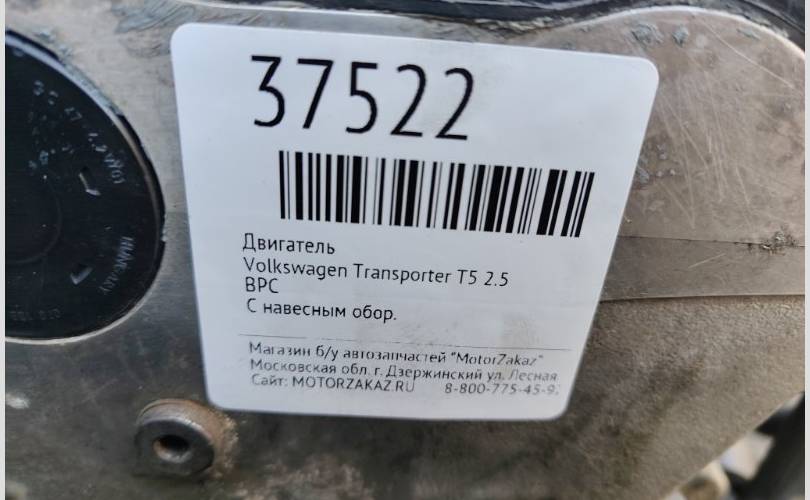 37522
Двигатель
Volkswagen Transporter T5 2.5
BPC
С навесным обор.
Магазин б/у автозапчастей "MotorZakaz"
Московская обл. г. Дзержинский ул. Лесная
Сайт: MOTORZAKAZ.RU 8-800-775-45-9
HUNGARY